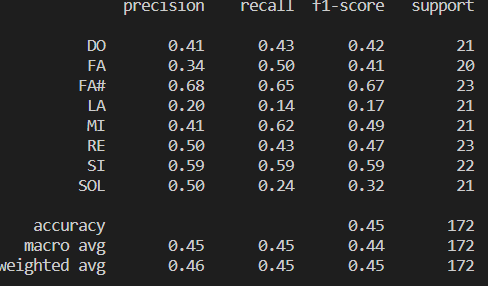 precision recall f1-score support
DO 0.41 0.43 0.42 21
FA 0.34 0.50 0.41 20
FA# 0.68 0.65 0.67 23
LA 0.20 0.14 0.17 21
MI 0.41 0.62 0.49 21
RE 0.50 0.43 0.47 23
SI 0.59 0.59 0.59 22
SOL 0.50 0.24 0.32 21
accuracy 0.45 172
macro avg 0.45 0.45 0.44 172
weighted avg 0.46 0.45 0.45 172